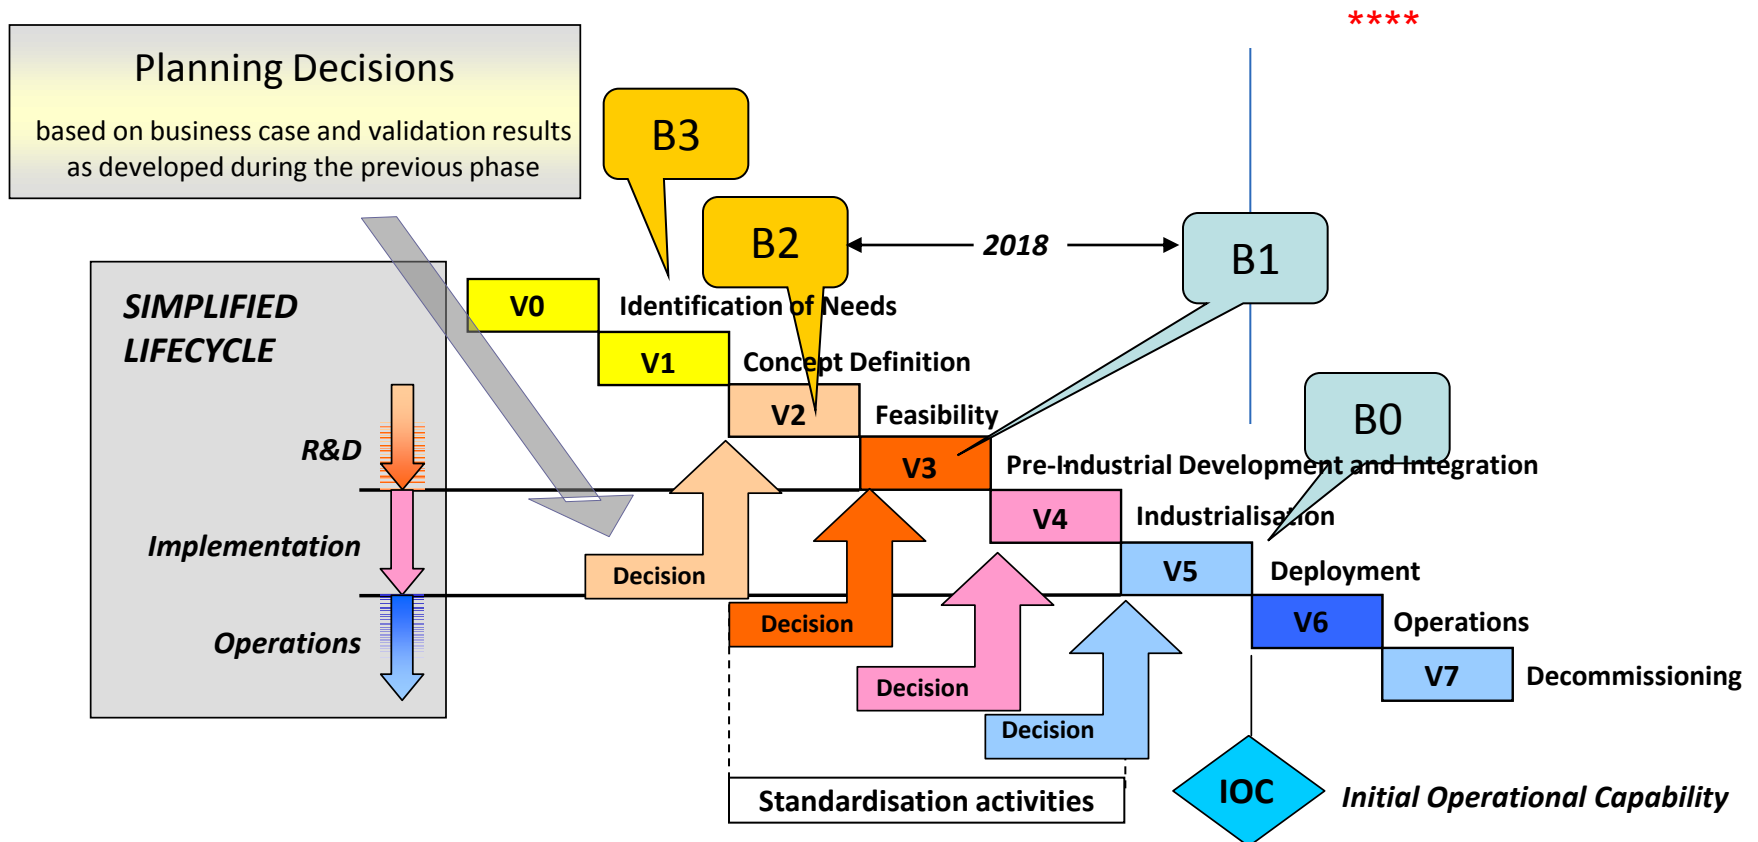 ****
Planning Decisions
based on business case and validation results
as developed during the previous phase
B3
B2
2018
B1
SIMPLIFIED
LIFECYCLE
V0
Identification of Needs
V1
Concept Definition
V2
Feasibility
B0
R&D
V3
Pre-Industrial Development and Integration
V4
Industrialisation
Implementation
Decision
V5
Deployment
Decision
V6
Operations
Operations
Decision
V7
Decommissioning
Decision
Standardisation activities
IOC
Initial Operational Capability